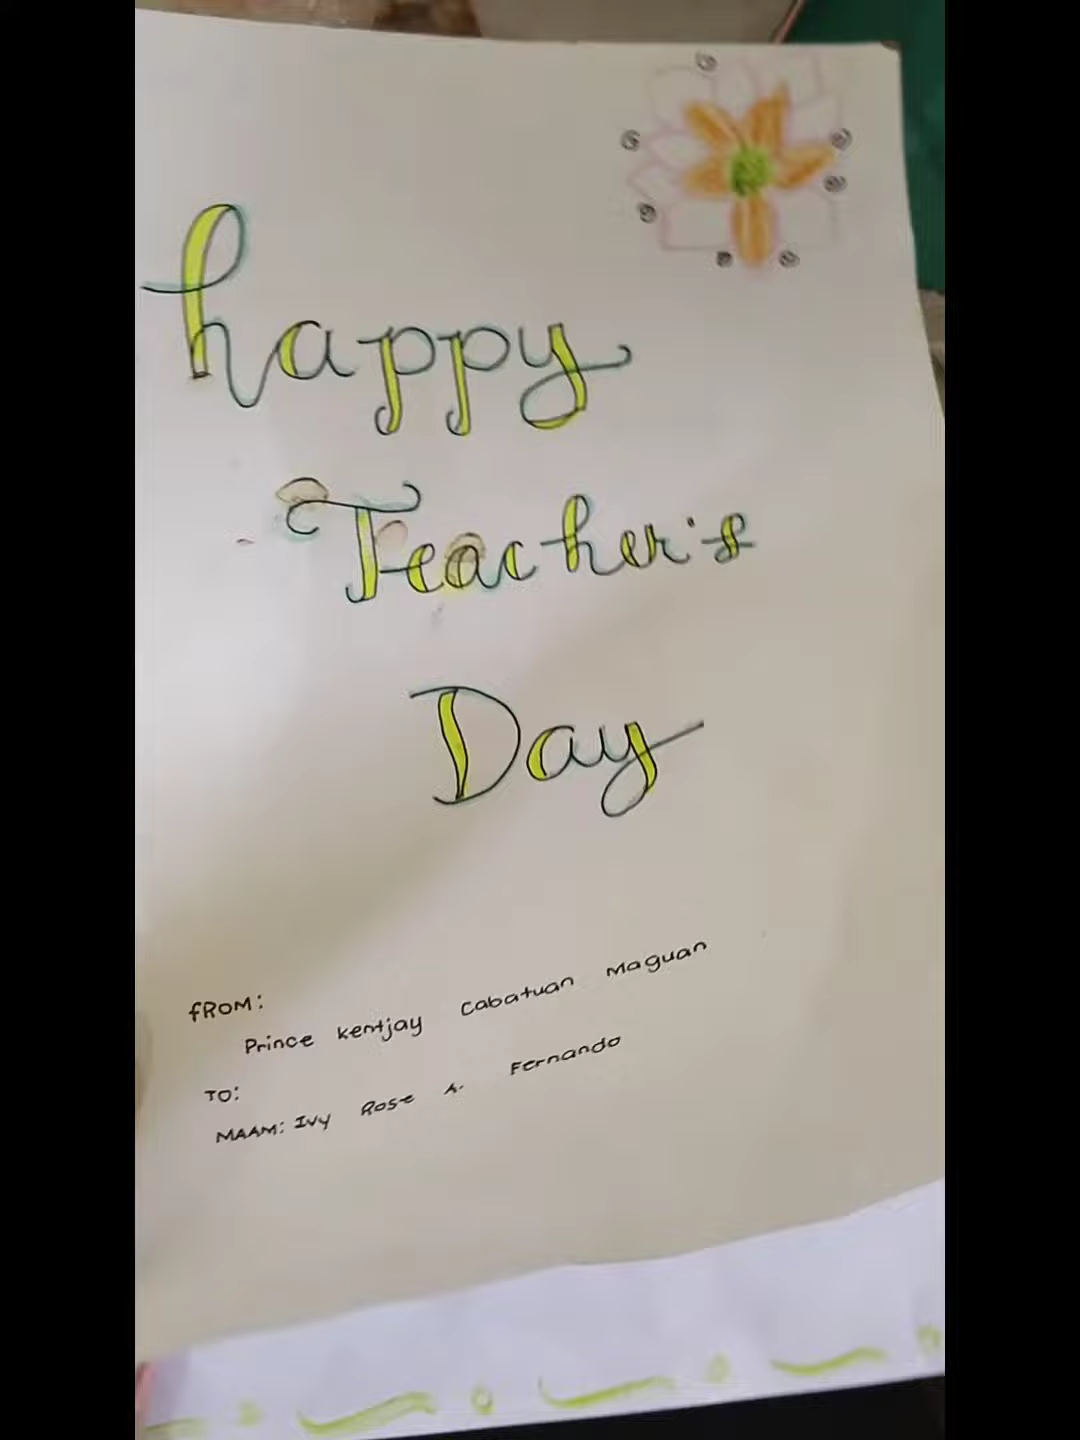 happy
Teacher's
Day
FROM:
Prince kentjay Cabatuan Maguan
TO:
MAAM: Ivy Rose A. Fernando